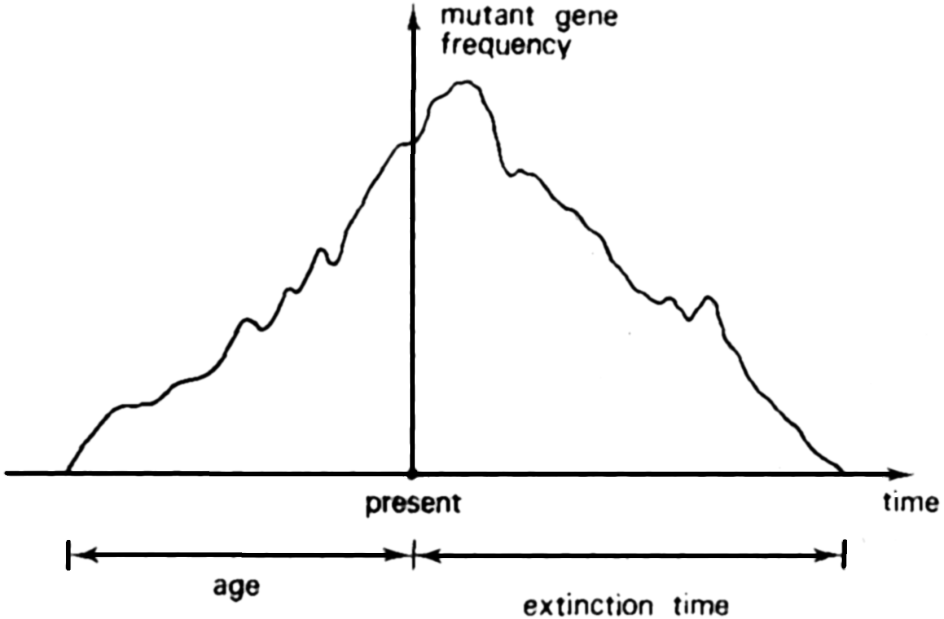 mutant gene
frequency
present
time
age
extinction time